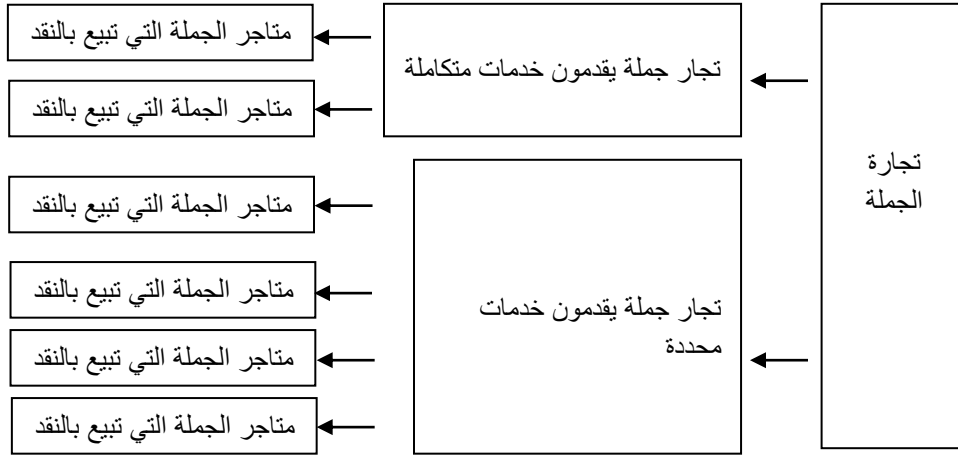 تجارة
الجملة
تجار جملة يقدمون خدمات متكاملة
متاجر الجملة التي تبيع بالنقد
متاجر الجملة التي تبيع بالنقد
تجار جملة يقدمون خدمات
محددة
متاجر الجملة التي تبيع بالنقد
متاجر الجملة التي تبيع بالنقد
متاجر الجملة التي تبيع بالنقد
متاجر الجملة التي تبيع بالنقد